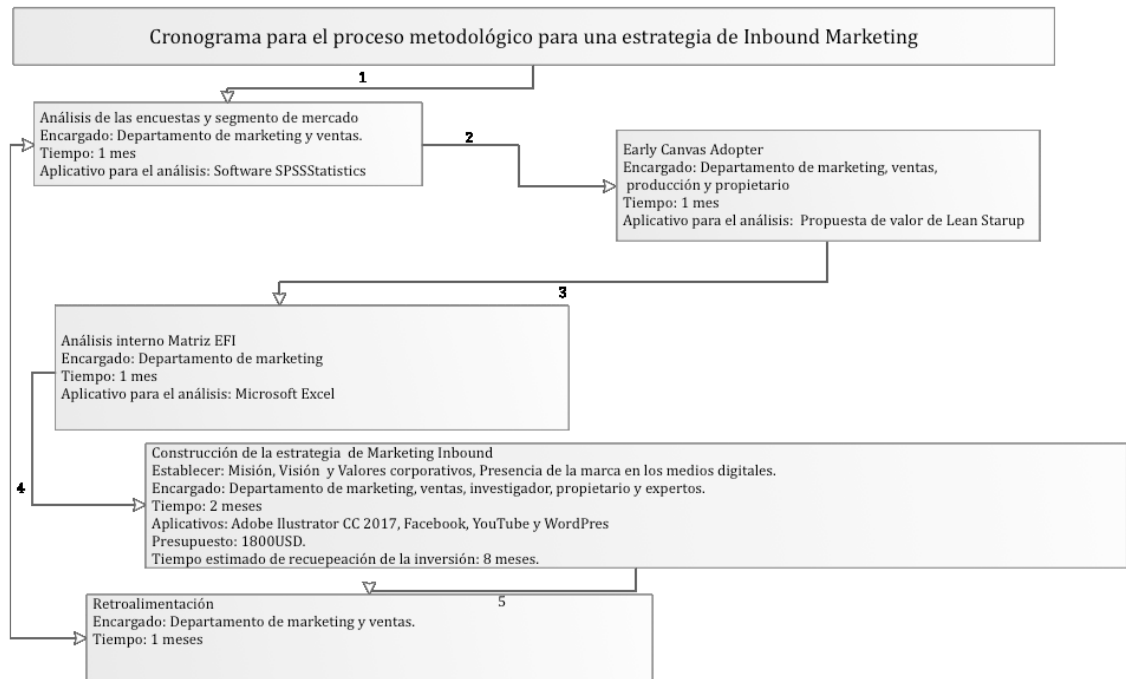 Cronograma para el proceso metodológico para una estrategia de Inbound Marketing
1
Análisis de las encuestas y segmento de mercado
Encargado: Departamento de marketing y ventas.
Tiempo: 1 mes
Aplicativo para el análisis: Software SPSSStatistics
2
Early Canvas Adopter
Encargado: Departamento de marketing, ventas,
producción y propietario
Tiempo: 1 mes
Aplicativo para el análisis: Propuesta de valor de Lean Starup
3
Análisis interno Matriz EFI
Encargado: Departamento de marketing
Tiempo: 1 mes
Aplicativo para el análisis: Microsoft Excel
4
Construcción de la estrategia de Marketing Inbound
Establecer: Misión, Visión y Valores corporativos, Presencia de la marca en los medios digitales.
Encargado: Departamento de marketing, ventas, investigador, propietario y expertos.
Tiempo: 2 meses
Aplicativos: Adobe Ilustrator CC 2017, Facebook, YouTube y WordPres
Presupuesto: 1800USD.
Tiempo estimado de recuepeación de la inversión: 8 meses.
5
Retroalimentación
Encargado: Departamento de marketing y ventas.
Tiempo: 1 meses